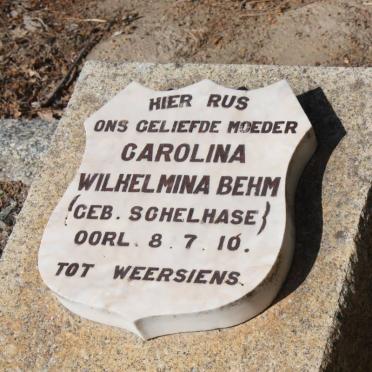 HIER RUS
ONS GELIEFDE MOEDER
CAROLINA
WILHELMINA BEHM
{GEB. SCHELHASE}
OORL. 8. 7. 10.
TOT WEERSIENS.